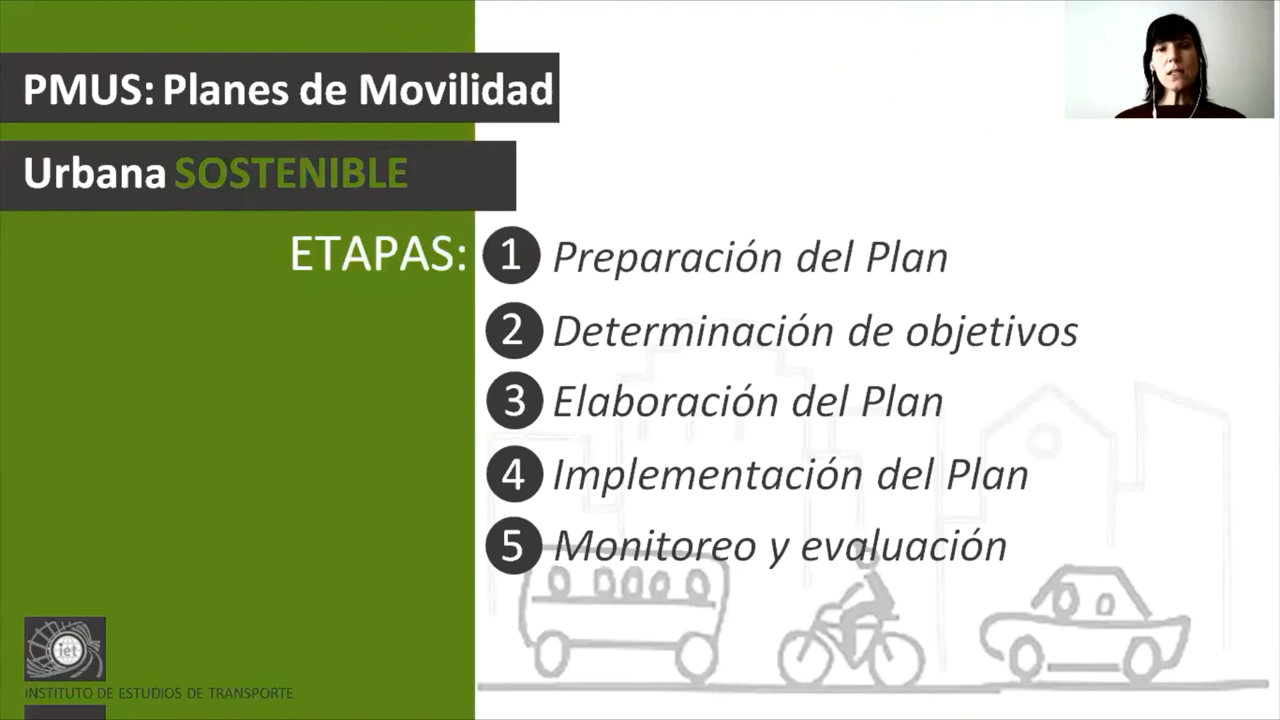 PMUS: Planes de Movilidad
Urbana SOSTENIBLE
ETAPAS:
1 Preparación del Plan
2 Determinación de objetivos
3 Elaboración del Plan
4 Implementación del Plan
5 Monitoreo y evaluación
iet
INSTITUTO DE ESTUDIOS DE TRANSPORTE